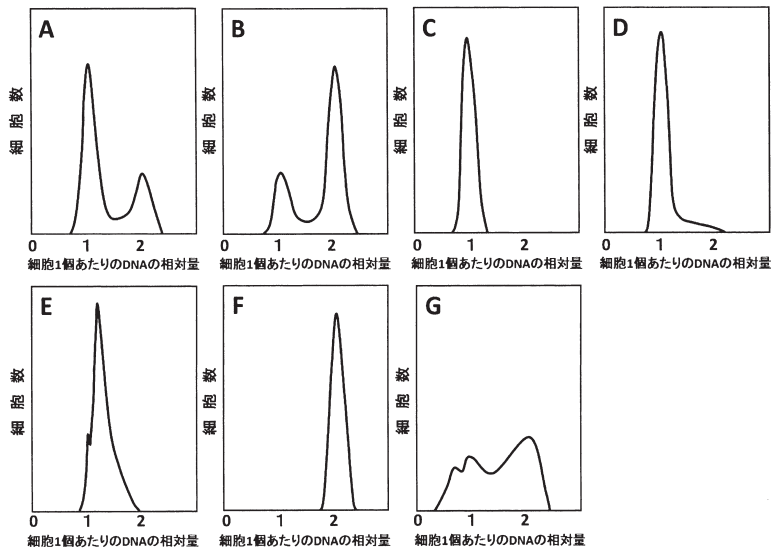 A
細胞数
0 1 2
細胞1個あたりのDNAの相対量
B
細胞数
0 1 2
細胞1個あたりのDNAの相対量
C
細胞数
0 1 2
細胞1個あたりのDNAの相対量
D
細胞数
0 1 2
細胞1個あたりのDNAの相対量
E
細胞数
0 1 2
細胞1個あたりのDNAの相対量
F
細胞数
0 1 2
細胞1個あたりのDNAの相対量
G
細胞数
0 1 2
細胞1個あたりのDNAの相対量